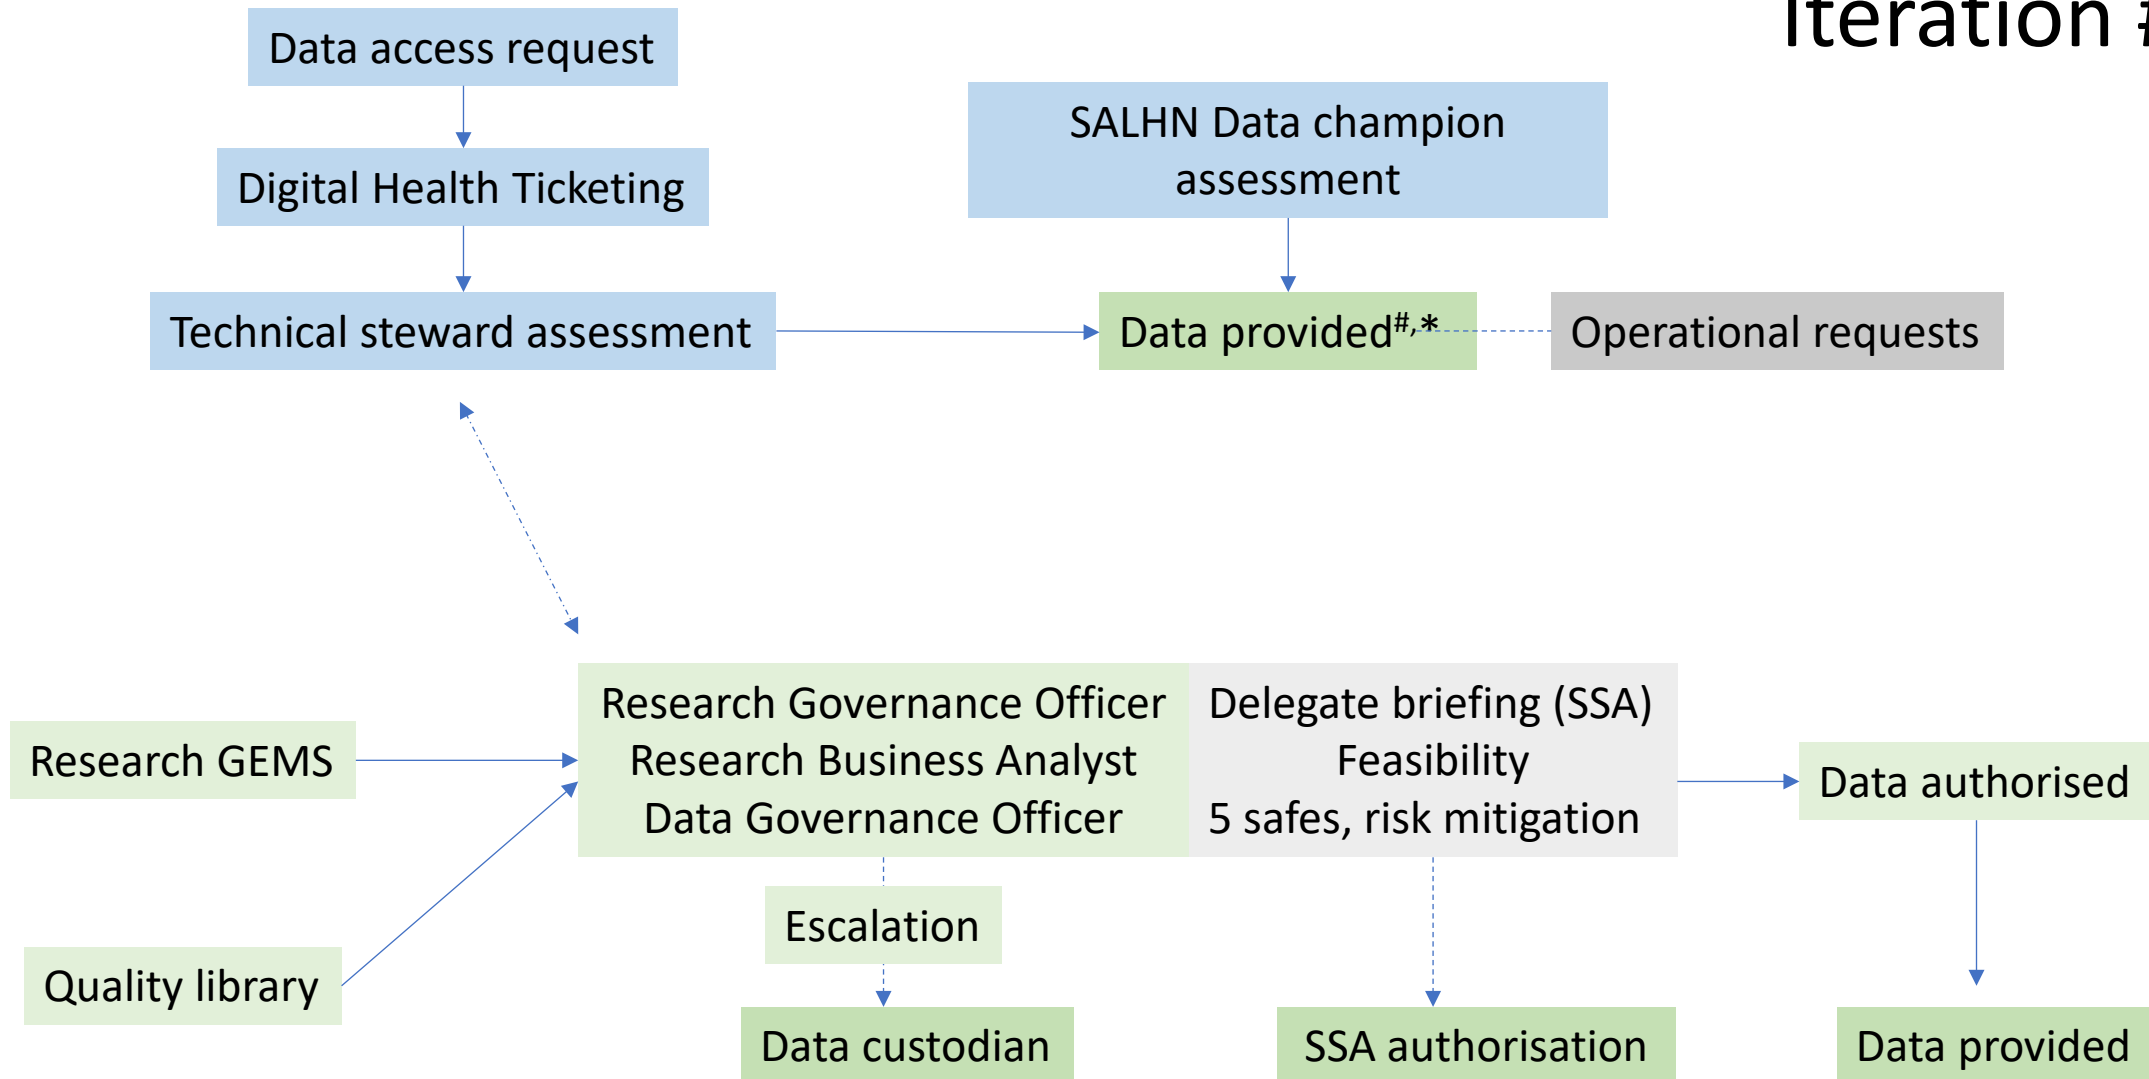 Iteration #
Data access request
SALHN Data champion
assessment
Digital Health Ticketing
Technical steward assessment
Data provided#,*
Operational requests
Research Governance Officer
Research Business Analyst
Data Governance Officer
Delegate briefing (SSA)
Feasibility
5 safes, risk mitigation
Research GEMS
Data authorised
Escalation
Quality library
Data custodian
SSA authorisation
Data provided